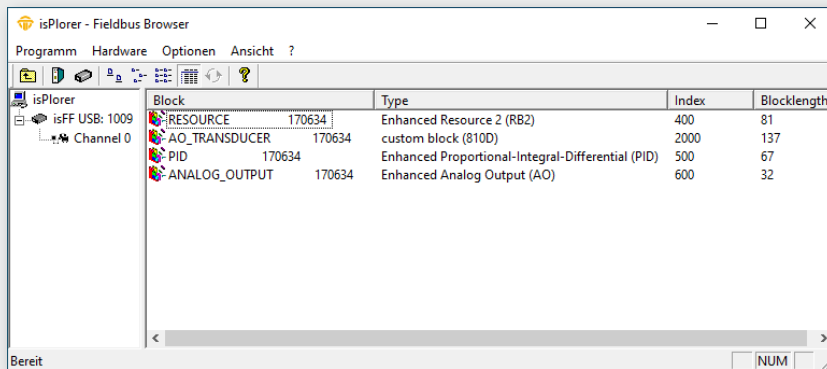 isPlorer - Fieldbus Browser
Programm Hardware Optionen Ansicht ?
isPlorer
isFF USB: 1009
Channel 0
Block Type Index Blocklength
RESOURCE 170634 Enhanced Resource 2 (RB2) 400 81
AO_TRANSDUCER 170634 custom block (810D) 2000 137
PID 170634 Enhanced Proportional-Integral-Differential (PID) 500 67
ANALOG_OUTPUT 170634 Enhanced Analog Output (AO) 600 32
Bereit NUM